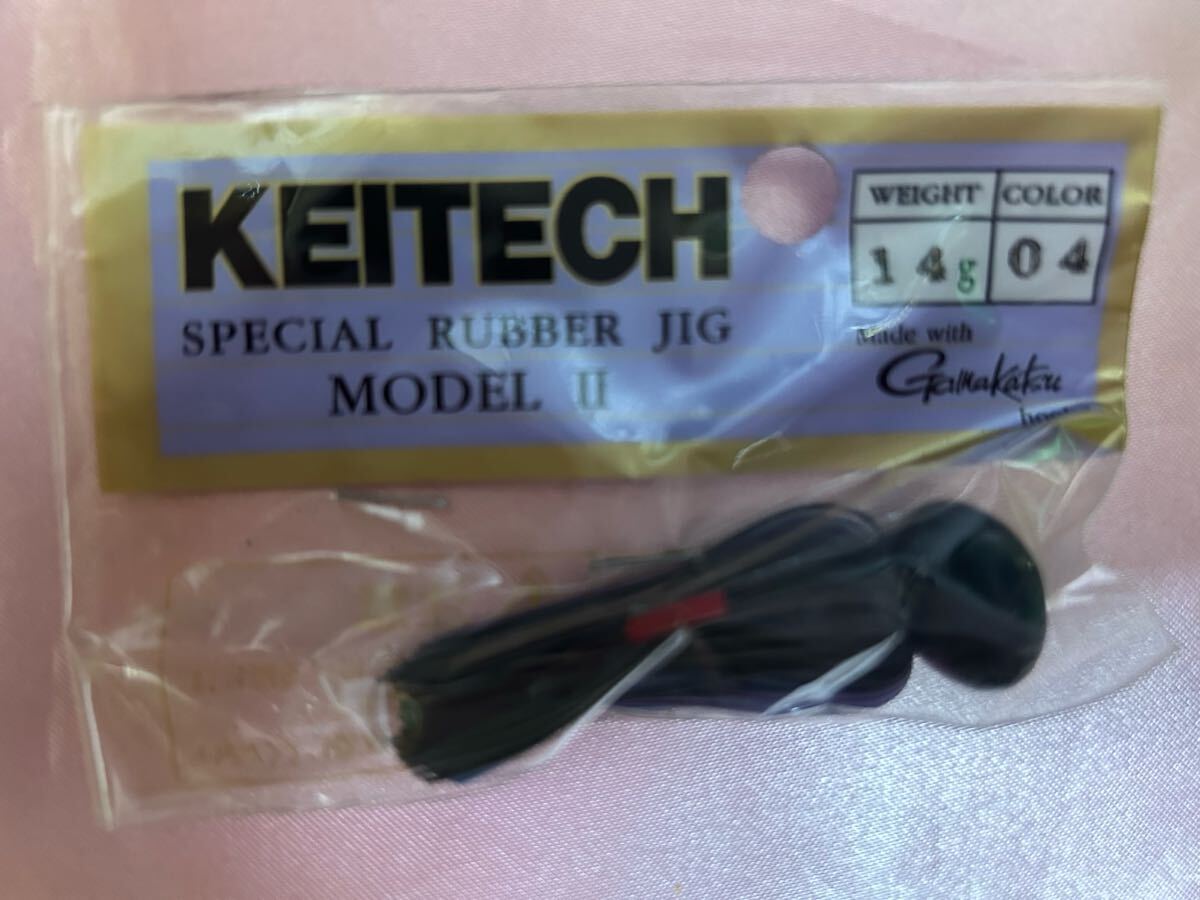 KEITECH
SPECIAL RUBBER JIG
MODEL II
WEIGHT COLOR
14g 04
Made with
Gamakatsu